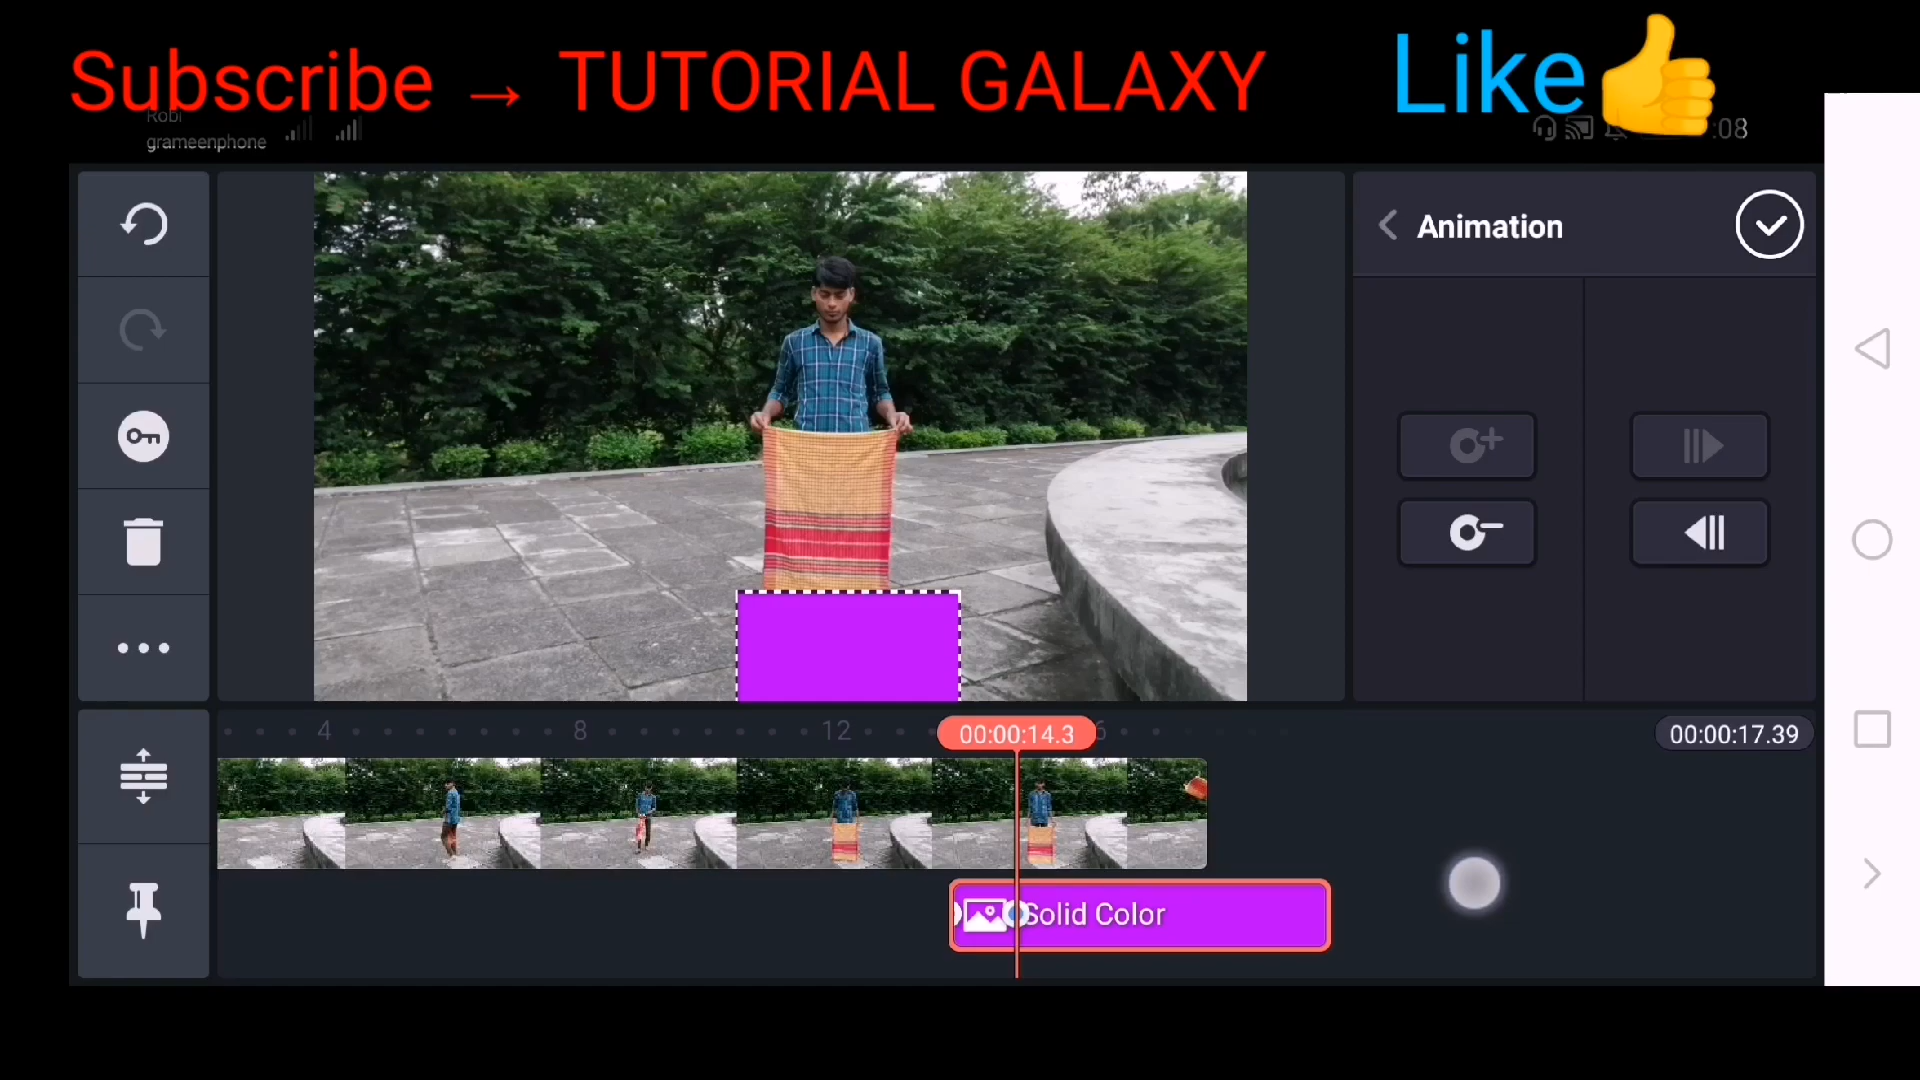 Subscribe → TUTORIAL GALAXY
Like👍
Robi
grameenphone
:08
Animation
4
8
12
00:00:14.3
6
00:00:17.39
Solid Color